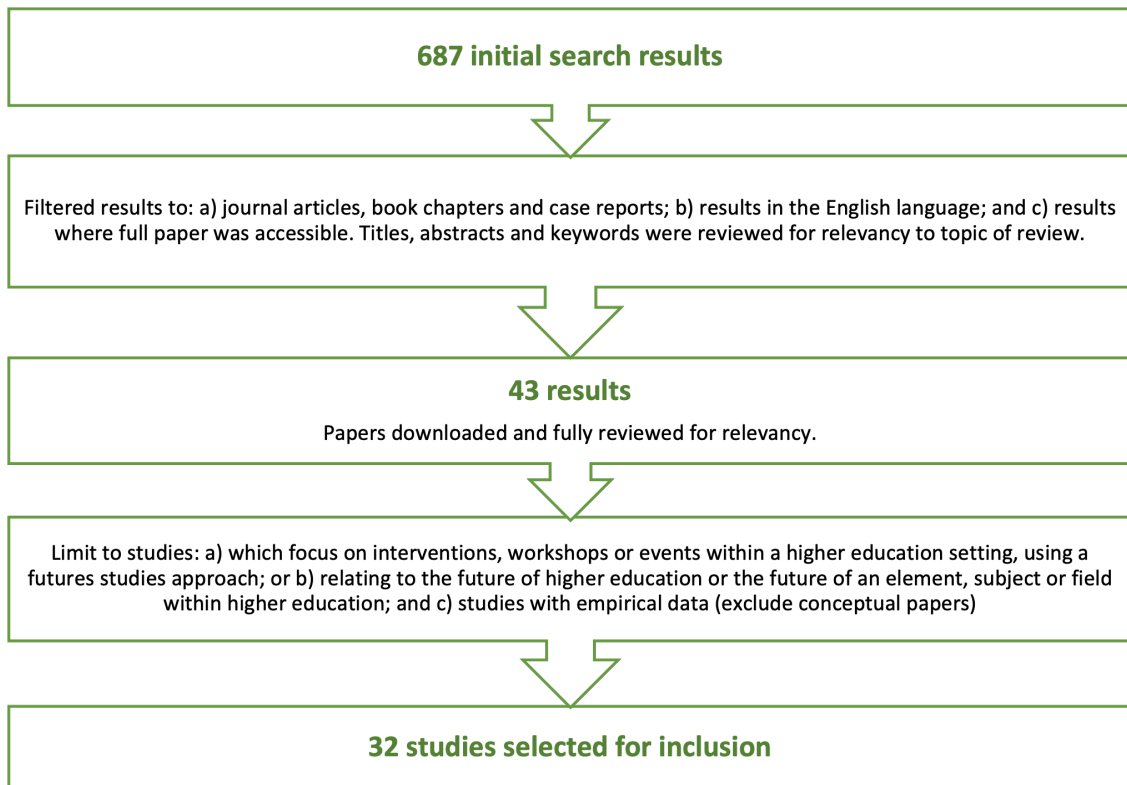 687 initial search results
Filtered results to: a) journal articles, book chapters and case reports; b) results in the English language; and c) results
where full paper was accessible. Titles, abstracts and keywords were reviewed for relevancy to topic of review.
43 results
Papers downloaded and fully reviewed for relevancy.
Limit to studies: a) which focus on interventions, workshops or events within a higher education setting, using a
futures studies approach; or b) relating to the future of higher education or the future of an element, subject or field
within higher education; and c) studies with empirical data (exclude conceptual papers)
32 studies selected for inclusion